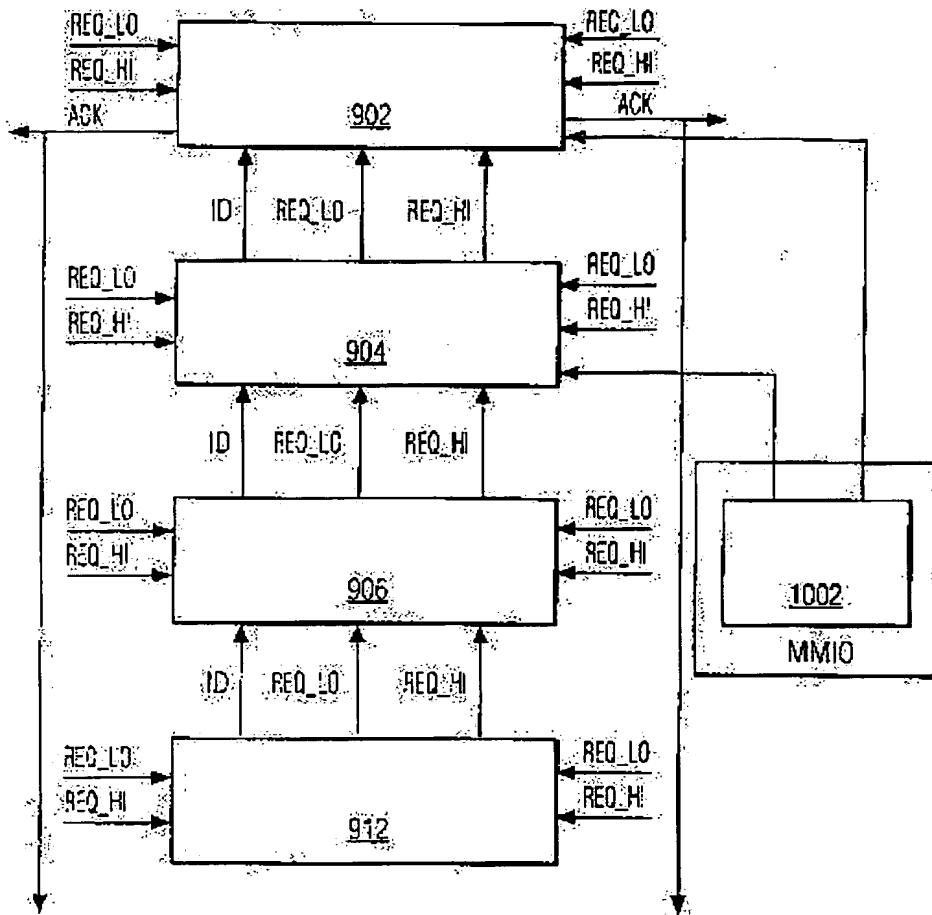 REQ_LO REQ_LO
REQ_HI REQ_HI
ACK ACK
902
ID REQ_LO REQ_HI
REQ_LO REQ_LO
REQ_HI REQ_HI
904
ID REQ_LO REQ_HI
REQ_LO REQ_LO
REQ_HI REQ_HI
906
1002
MMIO
ID REQ_LO REQ_HI
REQ_LO REQ_LO
REQ_HI REQ_HI
912